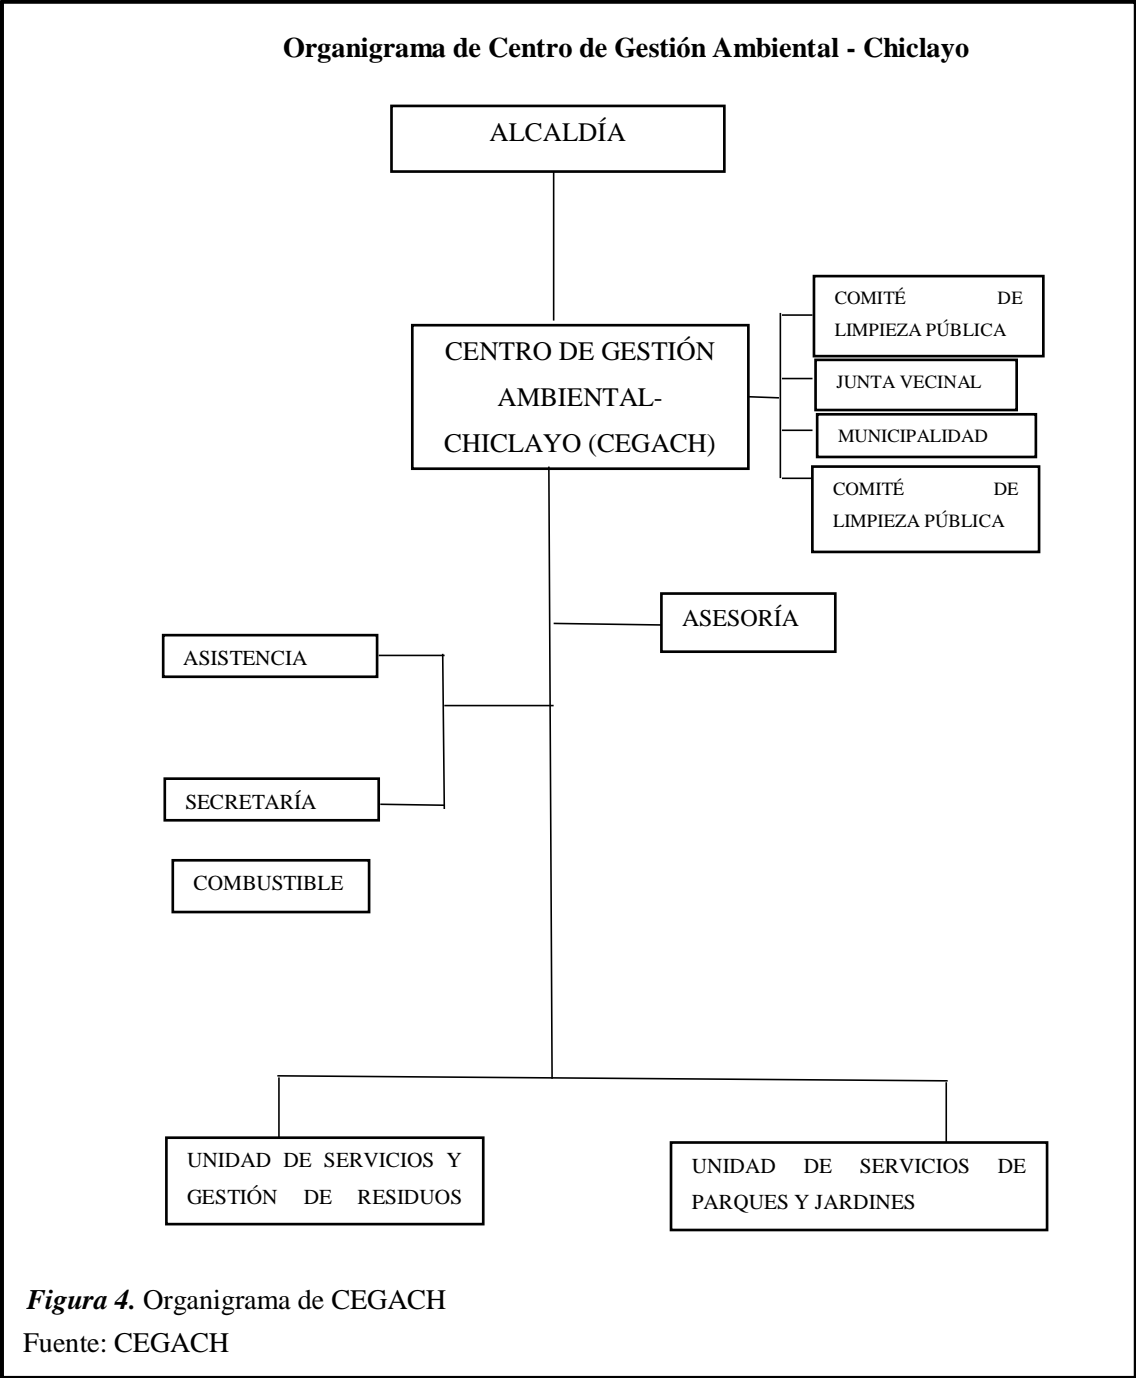 Organigrama de Centro de Gestión Ambiental - Chiclayo
ALCALDÍA
CENTRO DE GESTIÓN
AMBIENTAL-
CHICLAYO (CEGACH)
COMITÉ DE
LIMPIEZA PÚBLICA
JUNTA VECINAL
MUNICIPALIDAD
COMITÉ DE
LIMPIEZA PÚBLICA
ASESORÍA
ASISTENCIA
SECRETARÍA
COMBUSTIBLE
UNIDAD DE SERVICIOS Y
GESTIÓN DE RESIDUOS
UNIDAD DE SERVICIOS DE
PARQUES Y JARDINES
Figura 4. Organigrama de CEGACH
Fuente: CEGACH